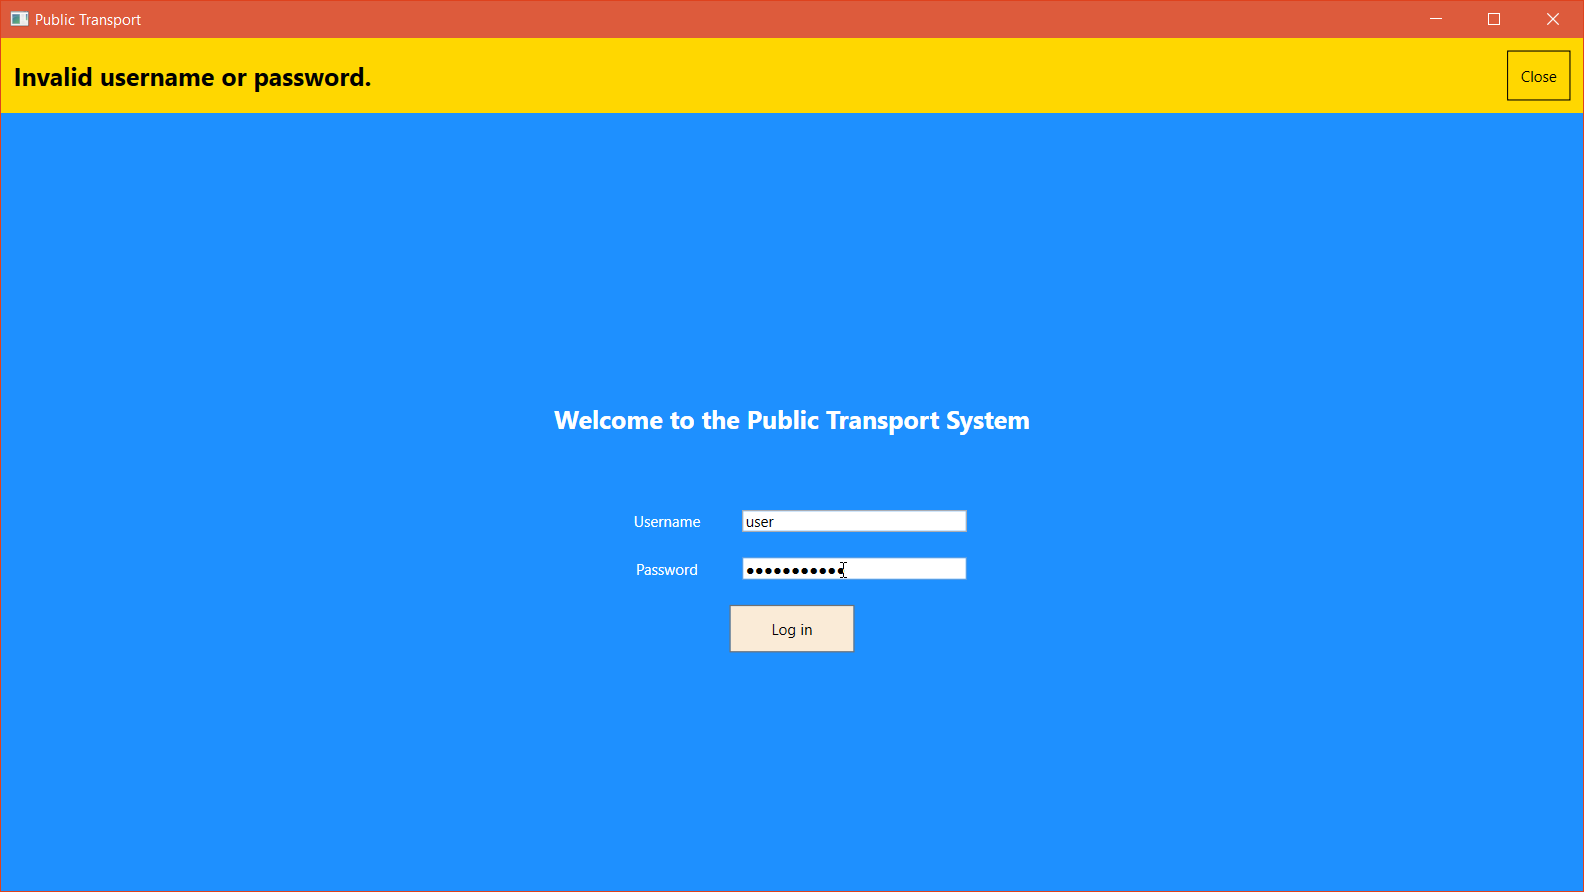 Public Transport
Invalid username or password.
Close
Welcome to the Public Transport System
Username
user
Password
●●●●●●●●●●●
Log in